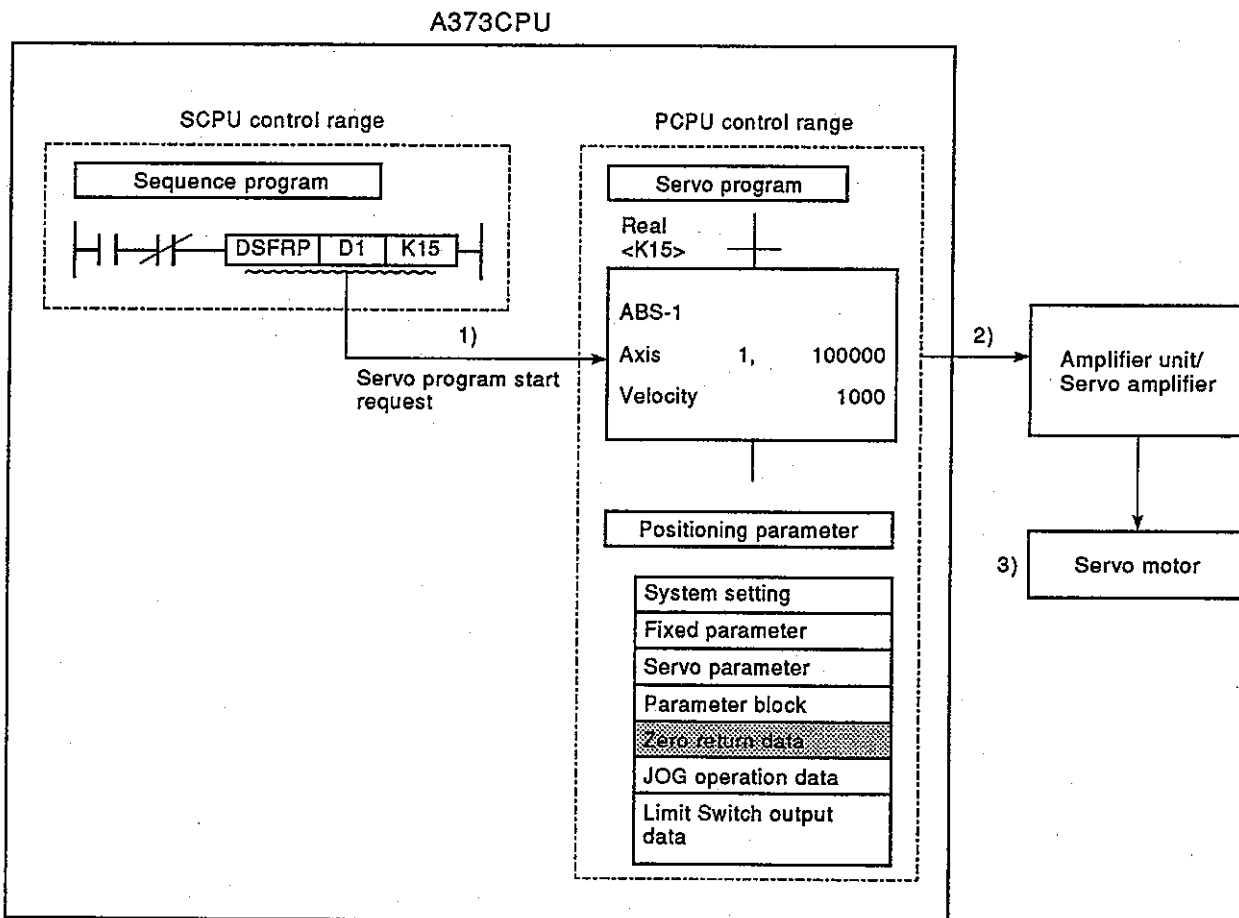 A373CPU
SCPU control range
Sequence program
DSFRP D1 K15
1)
Servo program start
request
PCPU control range
Servo program
Real
<K15>
ABS-1
Axis 1, 100000
Velocity 1000
Positioning parameter
System setting
Fixed parameter
Servo parameter
Parameter block
Zero return data
JOG operation data
Limit Switch output
data
2)
Amplifier unit/
Servo amplifier
3)
Servo motor